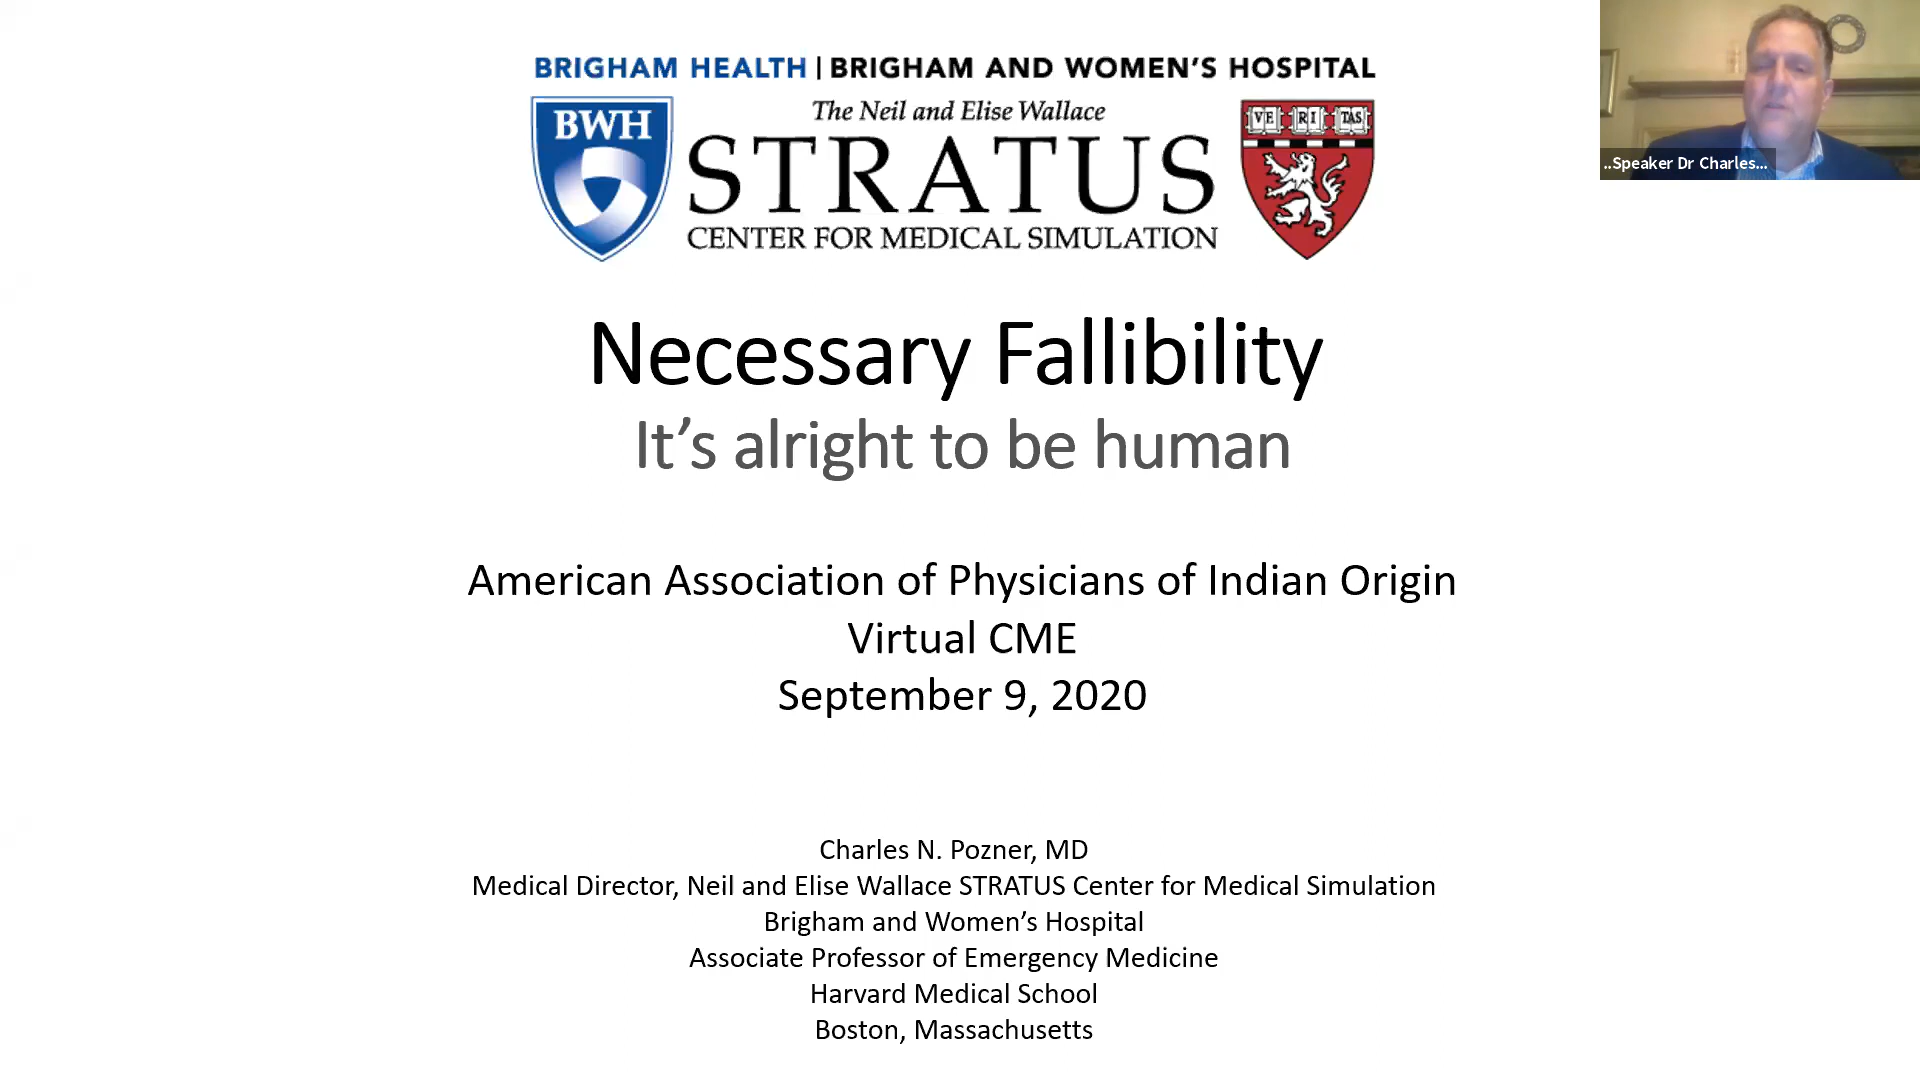 BRIGHAM HEALTH | BRIGHAM AND WOMEN'S HOSPITAL
BWH
The Neil and Elise Wallace
STRATUS
CENTER FOR MEDICAL SIMULATION
VE RI TAS
..Speaker Dr Charles...
Necessary Fallibility
It's alright to be human
American Association of Physicians of Indian Origin
Virtual CME
September 9, 2020
Charles N. Pozner, MD
Medical Director, Neil and Elise Wallace STRATUS Center for Medical Simulation
Brigham and Women's Hospital
Associate Professor of Emergency Medicine
Harvard Medical School
Boston, Massachusetts